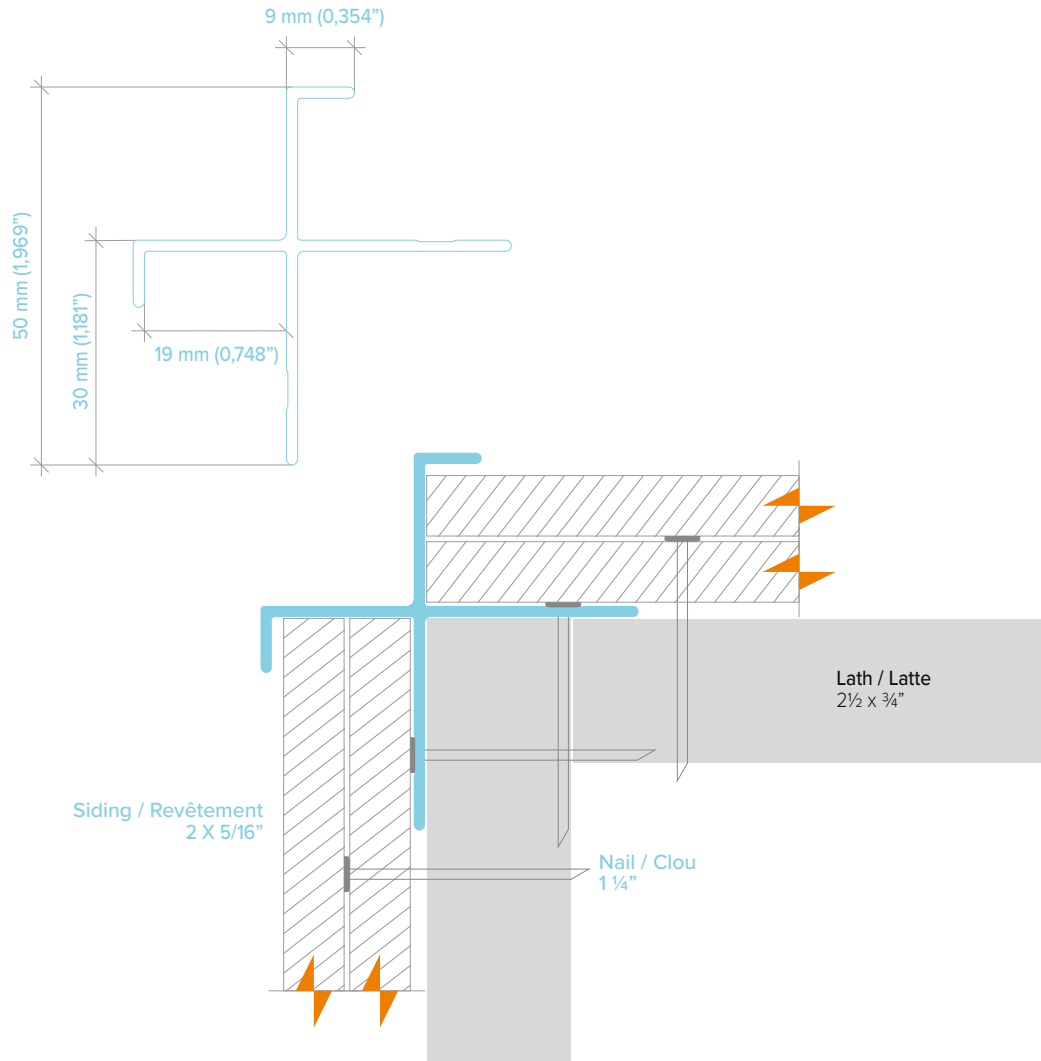 9 mm (0,354”)
50 mm (1,969”)
30 mm (1,181”)
19 mm (0,748”)
Lath / Latte
2½ x ¾”
Siding / Revêtement
2 X 5/16”
Nail / Clou
1 ¼”